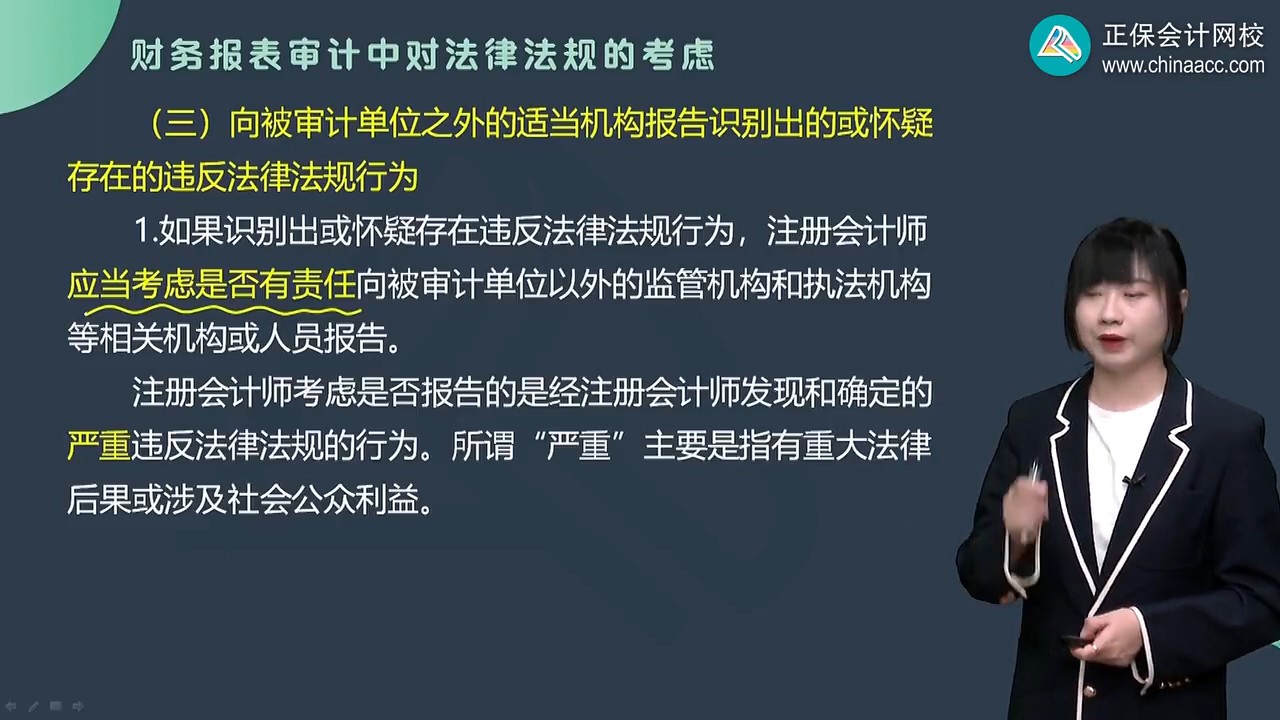 财务报表审计中对法律法规的考虑
正保会计网校
www.chinaacc.com
（三）向被审计单位之外的适当机构报告识别出的或怀疑
存在的违反法律法规行为
1.如果识别出或怀疑存在违反法律法规行为，注册会计师
应当考虑是否有责任向被审计单位以外的监管机构和执法机构
等相关机构或人员报告。
注册会计师考虑是否报告的是经注册会计师发现和确定的
严重违反法律法规的行为。所谓“严重”主要是指有重大法律
后果或涉及社会公众利益。